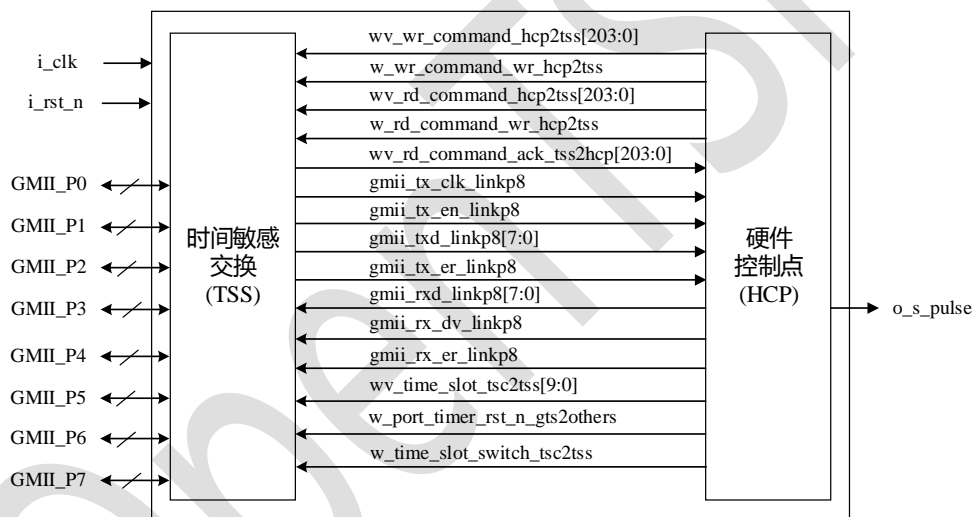 i_clk
i_rst_n
GMII_P0
GMII_P1
GMII_P2
GMII_P3
GMII_P4
GMII_P5
GMII_P6
GMII_P7
时间敏感
交换
(TSS)
wv_wr_command_hcp2tss[203:0]
w_wr_command_wr_hcp2tss
wv_rd_command_hcp2tss[203:0]
w_rd_command_wr_hcp2tss
wv_rd_command_ack_tss2hcp[203:0]
gmii_tx_clk_linkp8
gmii_tx_en_linkp8
gmii_txd_linkp8[7:0]
gmii_tx_er_linkp8
gmii_rxd_linkp8[7:0]
gmii_rx_dv_linkp8
gmii_rx_er_linkp8
wv_time_slot_tsc2tss[9:0]
w_port_timer_rst_n_gts2others
w_time_slot_switch_tsc2tss
硬件
控制点
(HCP)
o_s_pulse